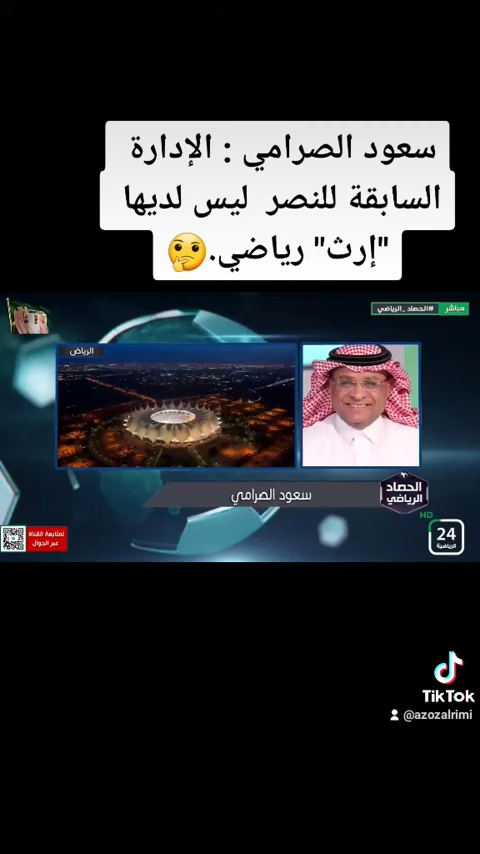 سعود الصرامي : الإدارة
السابقة للنصر ليس لديها
"إرث" رياضي.🤔
مباشر
#الحصاد_الرياضي
الرياض
الحصاد
الرياضي
سعود الصرامي
HD
24
الرياضية
لمتابعة القناة
عبر الجوال
TikTok
@azozalrimi